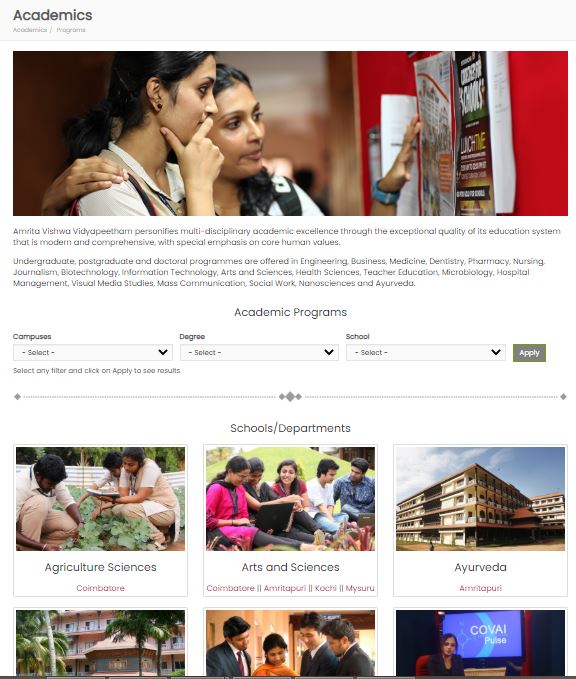 Academics
Academics / Programs
LUNCHTIME
Amrita Vishwa Vidyapeetham personifies multi-disciplinary academic excellence through the exceptional quality of its education system
that is modern and comprehensive, with special emphasis on core human values.
Undergraduate, postgraduate and doctoral programmes are offered in Engineering, Business, Medicine, Dentistry, Pharmacy, Nursing,
Journalism, Biotechnology, Information Technology, Arts and Sciences, Health Sciences, Teacher Education, Microbiology, Hospital
Management, Visual Media Studies, Mass Communication, Social Work, Nanosciences and Ayurveda.
Academic Programs
Campuses Degree School
- Select - - Select - - Select - Apply
Select any filter and click on Apply to see results
Schools/Departments
Agriculture Sciences Arts and Sciences Ayurveda
Coimbatore Coimbatore || Amritapuri || Kochi || Mysuru Amritapuri
COVAI
Pulse